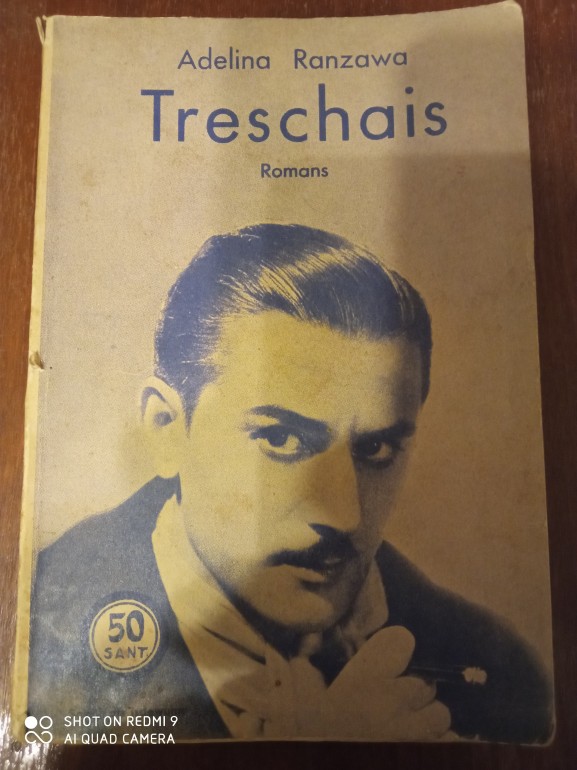 Adelina Ranzawa
Treschais
Romans
50
SANT.
SHOT ON REDMI 9
AI QUAD CAMERA